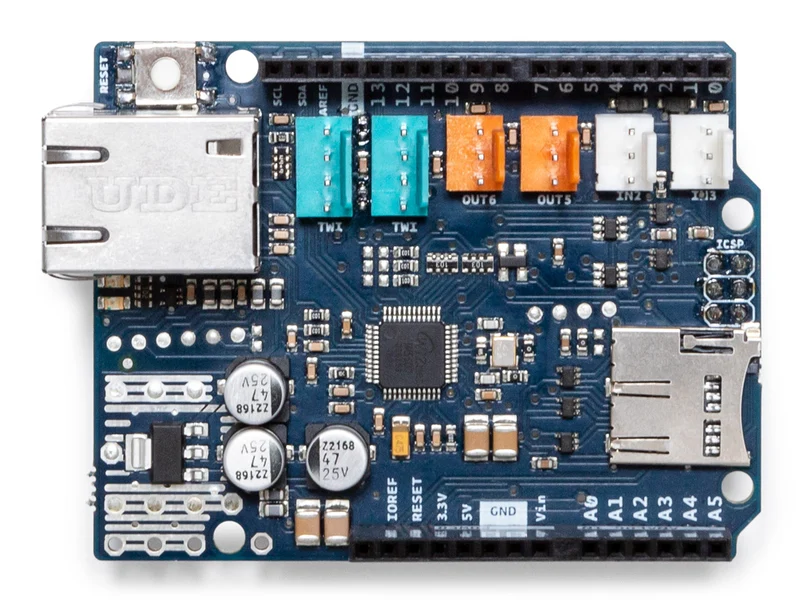 RESET
SCL
SDA
AREF
GND
13
12
11
10
9
8
7
6
5
4
3
2
1
0
UDE
TWI
TWI
OUT6
OUT5
IN2
IN3
ICSP
103
103
Z2168
47
25V
Z2168
47
25V
Z2168
47
25V
IOREF
RESET
3.3V
5V
GND
Vin
A0
A1
A2
A3
A4
A5